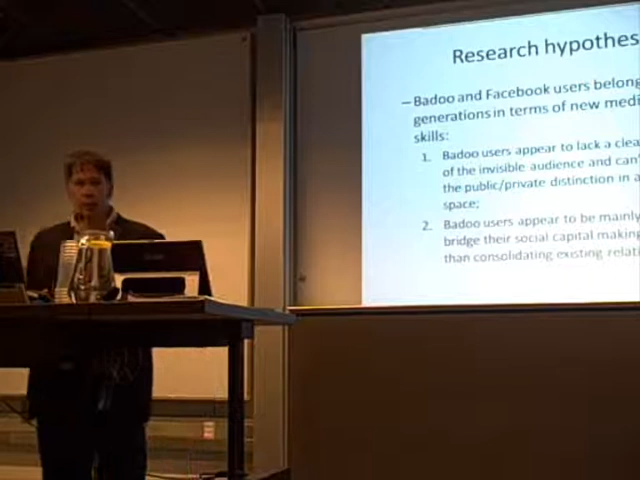 Research hypothes
– Badoo and Facebook users belong
generations in terms of new medi
skills:
1. Badoo users appear to lack a clea
of the invisible audience and can'
the public/private distinction in a
space;
2. Badoo users appear to be mainly
bridge their social capital making
than consolidating existing relati